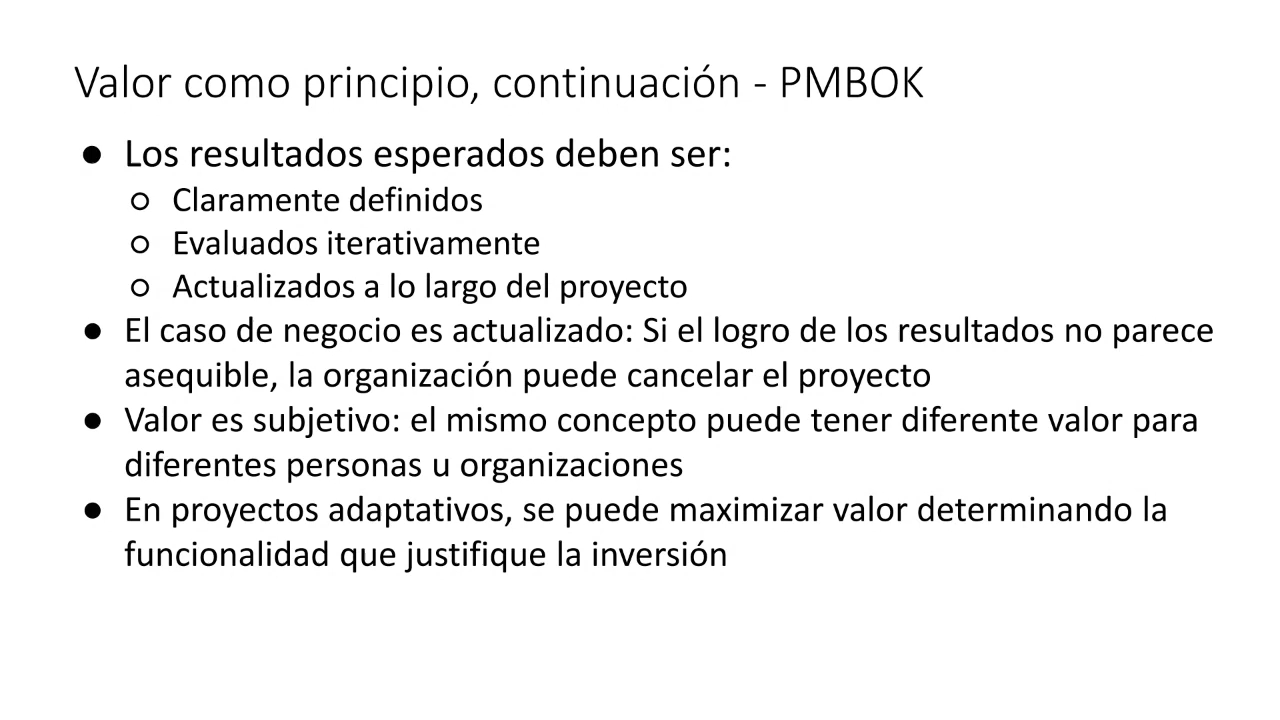 Valor como principio, continuación - PMBOK
● Los resultados esperados deben ser:
○ Claramente definidos
○ Evaluados iterativamente
○ Actualizados a lo largo del proyecto
● El caso de negocio es actualizado: Si el logro de los resultados no parece
asequible, la organización puede cancelar el proyecto
● Valor es subjetivo: el mismo concepto puede tener diferente valor para
diferentes personas u organizaciones
● En proyectos adaptativos, se puede maximizar valor determinando la
funcionalidad que justifique la inversión